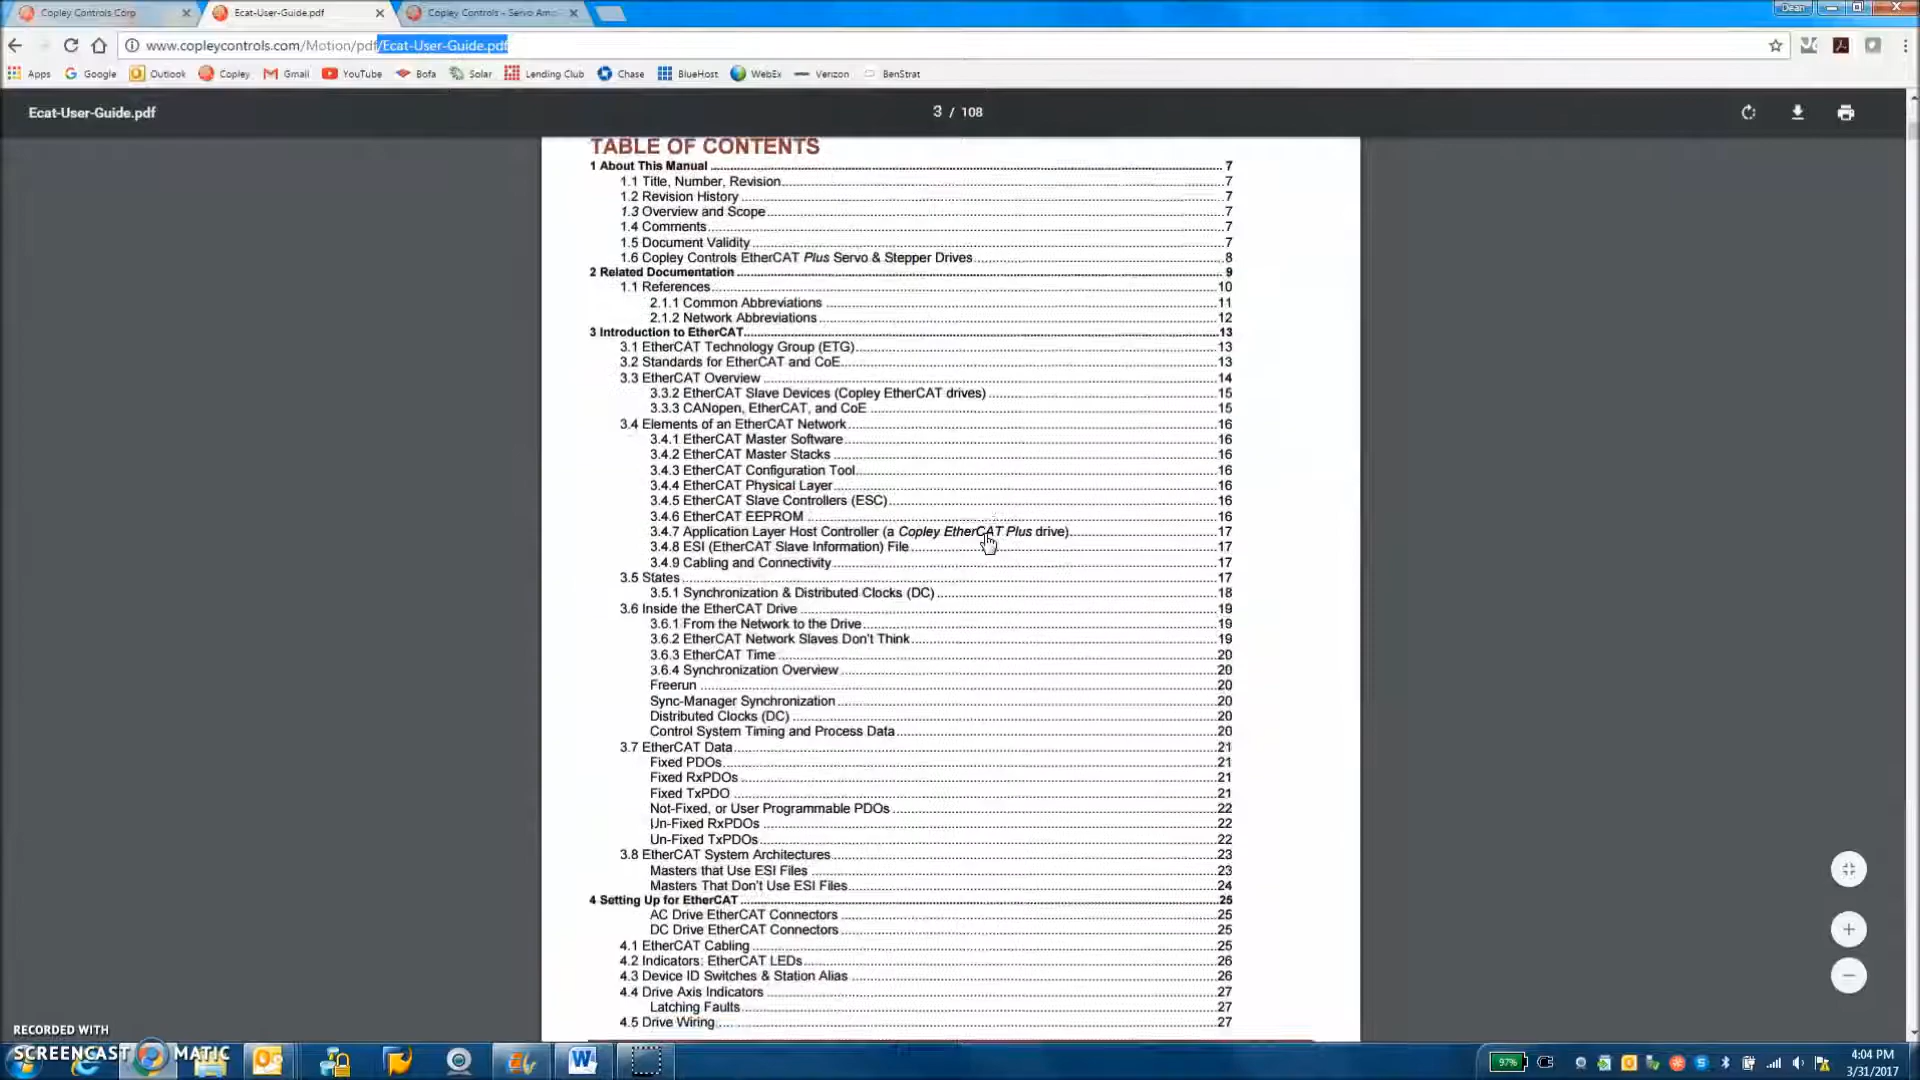 Copley Controls Corp
Ecat-User-Guide.pdf
Copley Controls - Servo Am
Dean
www.copleycontrols.com/Motion/pdf/Ecat-User-Guide.pdf
Apps Google Outlook Copley Gmail YouTube Bofa Solar Lending Club Chase BlueHost WebEx Verizon BenStrat
Ecat-User-Guide.pdf 3 / 108
TABLE OF CONTENTS
1 About This Manual 7
1.1 Title, Number, Revision 7
1.2 Revision History 7
1.3 Overview and Scope 7
1.4 Comments 7
1.5 Document Validity 7
1.6 Copley Controls EtherCAT Plus Servo & Stepper Drives 8
2 Related Documentation 9
1.1 References 10
2.1.1 Common Abbreviations 11
2.1.2 Network Abbreviations 12
3 Introduction to EtherCAT 13
3.1 EtherCAT Technology Group (ETG) 13
3.2 Standards for EtherCAT and CoE 13
3.3 EtherCAT Overview 14
3.3.2 EtherCAT Slave Devices (Copley EtherCAT drives) 15
3.3.3 CANopen, EtherCAT, and CoE 15
3.4 Elements of an EtherCAT Network 16
3.4.1 EtherCAT Master Software 16
3.4.2 EtherCAT Master Stacks 16
3.4.3 EtherCAT Configuration Tool 16
3.4.4 EtherCAT Physical Layer 16
3.4.5 EtherCAT Slave Controllers (ESC) 16
3.4.6 EtherCAT EEPROM 16
3.4.7 Application Layer Host Controller (a Copley EtherCAT Plus drive) 17
3.4.8 ESI (EtherCAT Slave Information) File 17
3.4.9 Cabling and Connectivity 17
3.5 States 17
3.5.1 Synchronization & Distributed Clocks (DC) 18
3.6 Inside the EtherCAT Drive 19
3.6.1 From the Network to the Drive 19
3.6.2 EtherCAT Network Slaves Don't Think 19
3.6.3 EtherCAT Time 20
3.6.4 Synchronization Overview 20
Freerun 20
Sync-Manager Synchronization 20
Distributed Clocks (DC) 20
Control System Timing and Process Data 20
3.7 EtherCAT Data 21
Fixed PDOs 21
Fixed RxPDOs 21
Fixed TxPDO 21
Not-Fixed, or User Programmable PDOs 22
Un-Fixed RxPDOs 22
Un-Fixed TxPDOs 22
3.8 EtherCAT System Architectures 23
Masters that Use ESI Files 23
Masters That Don't Use ESI Files 24
4 Setting Up for EtherCAT 25
AC Drive EtherCAT Connectors 25
DC Drive EtherCAT Connectors 25
4.1 EtherCAT Cabling 25
4.2 Indicators: EtherCAT LEDs 26
4.3 Device ID Switches & Station Alias 26
4.4 Drive Axis Indicators 27
Latching Faults 27
4.5 Drive Wiring 27
RECORDED WITH
SCREENCAST MATIC
97%
4:04 PM
3/31/2017